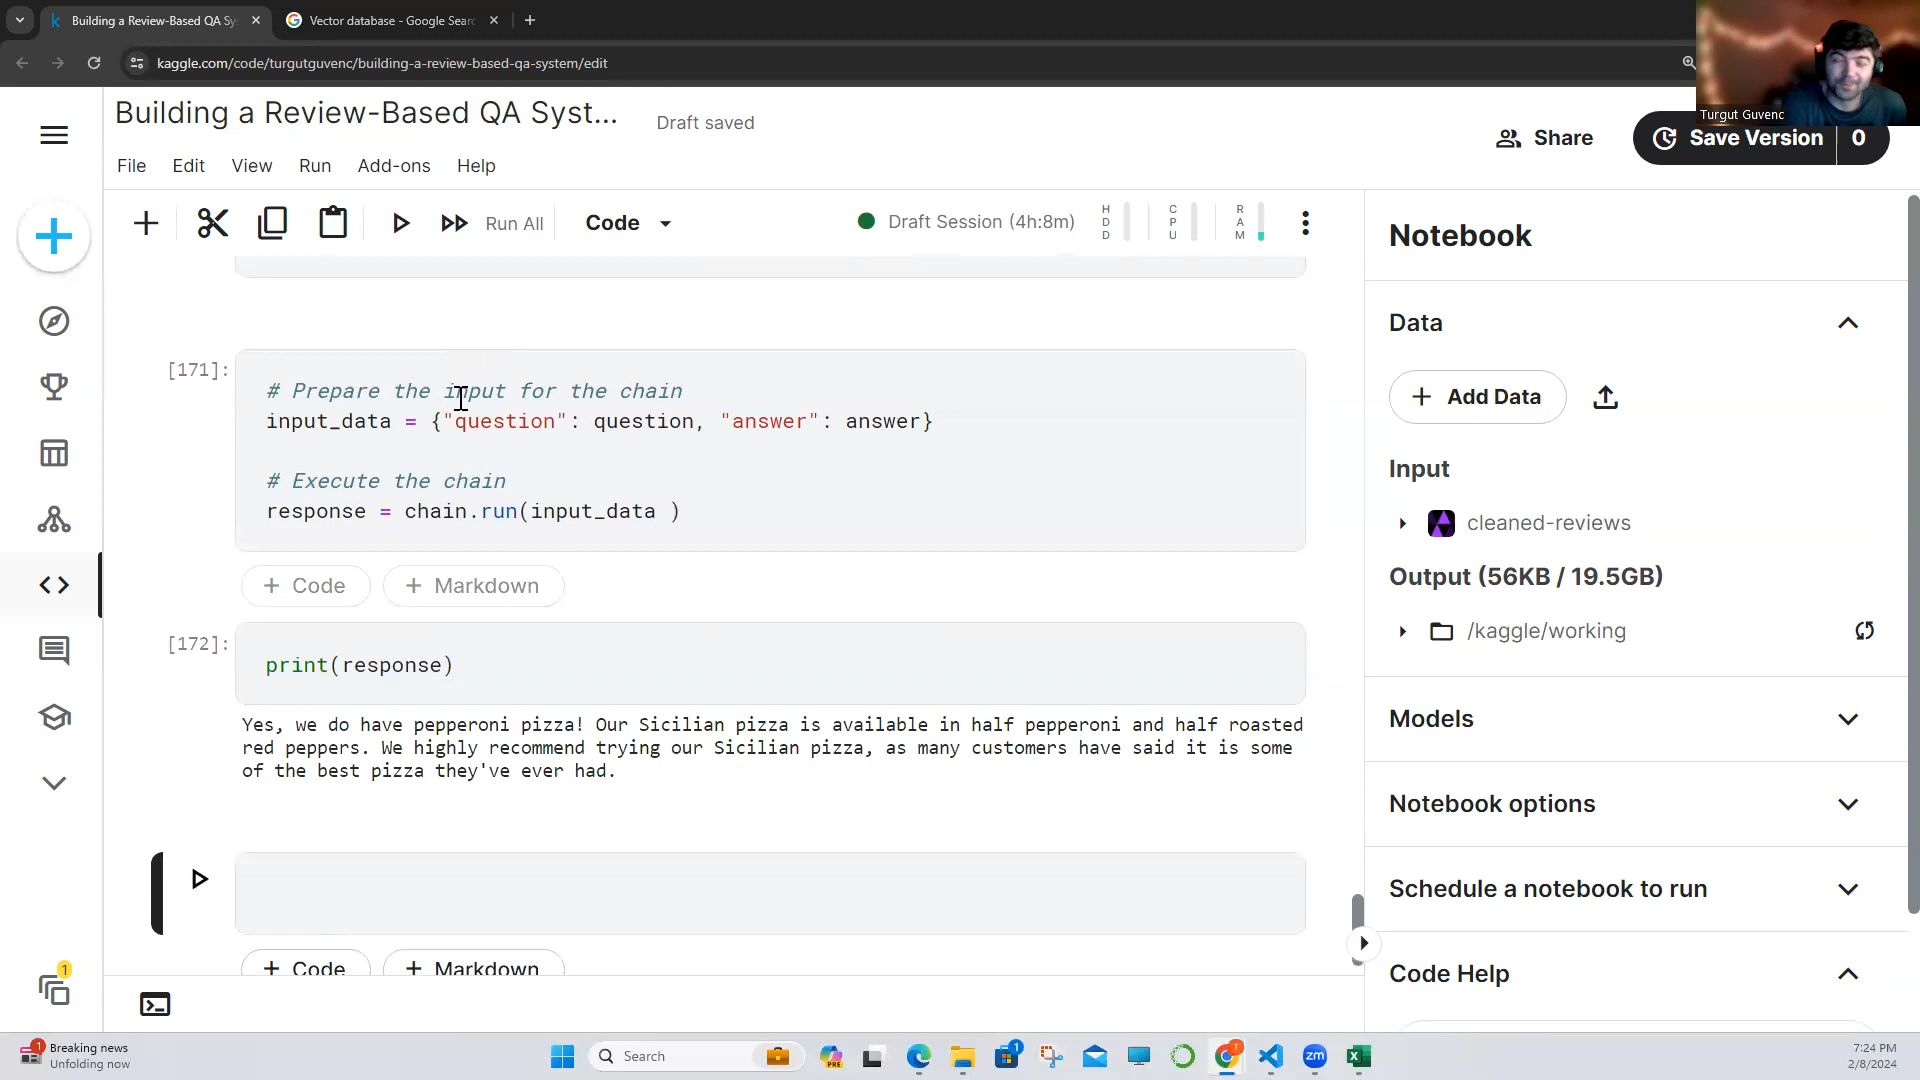 Building a Review-Based QA Sy
Vector database - Google Sear
kaggle.com/code/turgutguvenc/building-a-review-based-qa-system/edit
Turgut Guvenc
Building a Review-Based QA Syst...
Draft saved
Share
Save Version
0
File
Edit
View
Run
Add-ons
Help
Run All
Code
Draft Session (4h:8m)
HDD
CPU
RAM
Notebook
[171]:
# Prepare the input for the chain
input_data = {"question": question, "answer": answer}
# Execute the chain
response = chain.run(input_data )
+ Code
+ Markdown
[172]:
print(response)
Yes, we do have pepperoni pizza! Our Sicilian pizza is available in half pepperoni and half roasted
red peppers. We highly recommend trying our Sicilian pizza, as many customers have said it is some
of the best pizza they've ever had.
+ Code
+ Markdown
Data
+ Add Data
Input
cleaned-reviews
Output (56KB / 19.5GB)
/kaggle/working
Models
Notebook options
Schedule a notebook to run
Code Help
1
1
Breaking news
Unfolding now
Search
PRE
1
T
zm
7:24 PM
2/8/2024